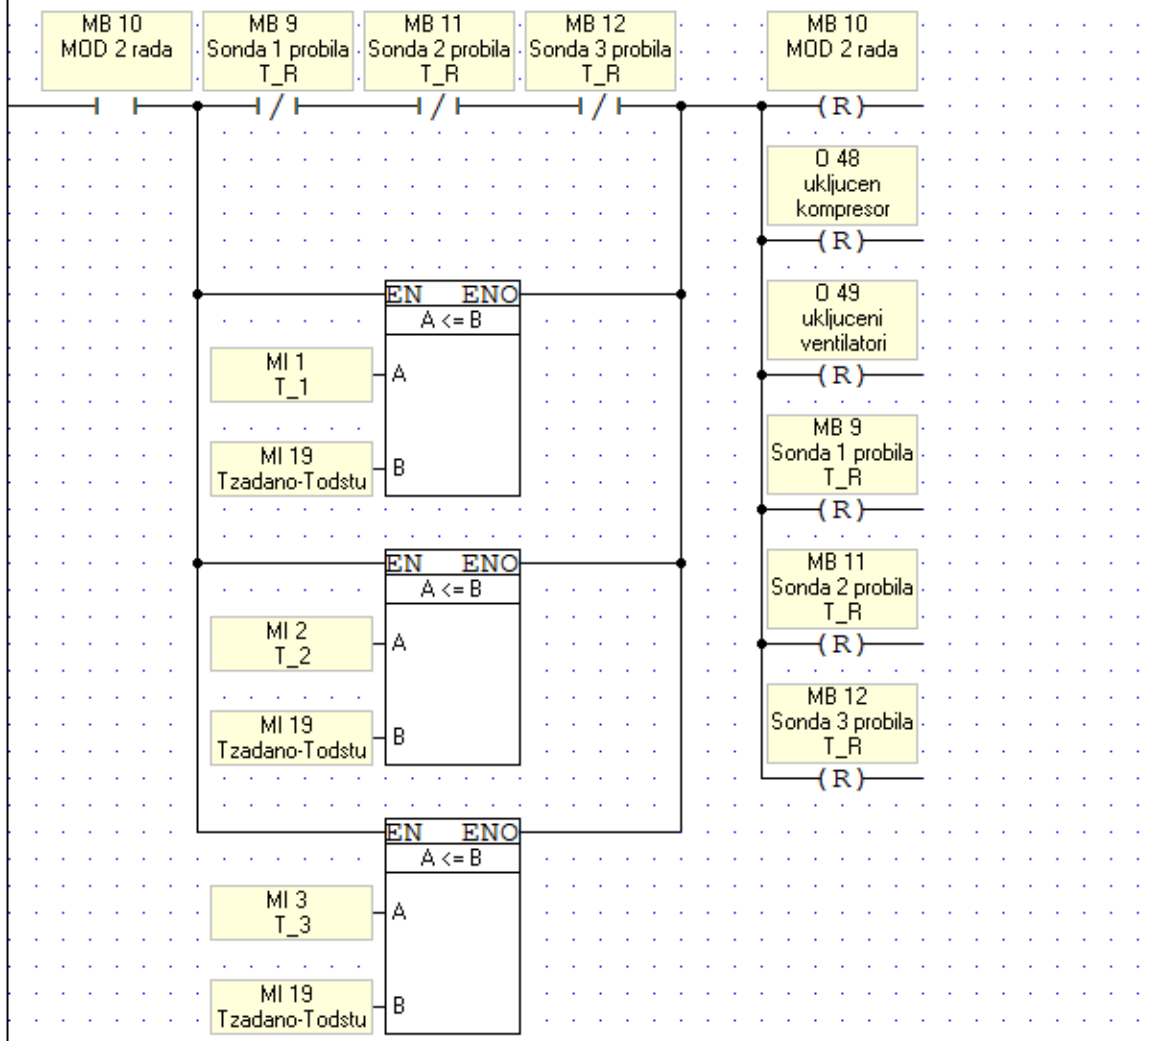 MB 10
MOD 2 rada
MB 9
Sonda 1 probila
T_R
MB 11
Sonda 2 probila
T_R
MB 12
Sonda 3 probila
T_R
MB 10
MOD 2 rada
(R)
O 48
ukljucen
kompresor
(R)
EN ENO
A <= B
MI 1
T_1
A
MI 19
Tzadano-Todstu
B
O 49
ukljuceni
ventilatori
(R)
MB 9
Sonda 1 probila
T_R
(R)
EN ENO
A <= B
MI 2
T_2
A
MI 19
Tzadano-Todstu
B
MB 11
Sonda 2 probila
T_R
(R)
MB 12
Sonda 3 probila
T_R
(R)
EN ENO
A <= B
MI 3
T_3
A
MI 19
Tzadano-Todstu
B